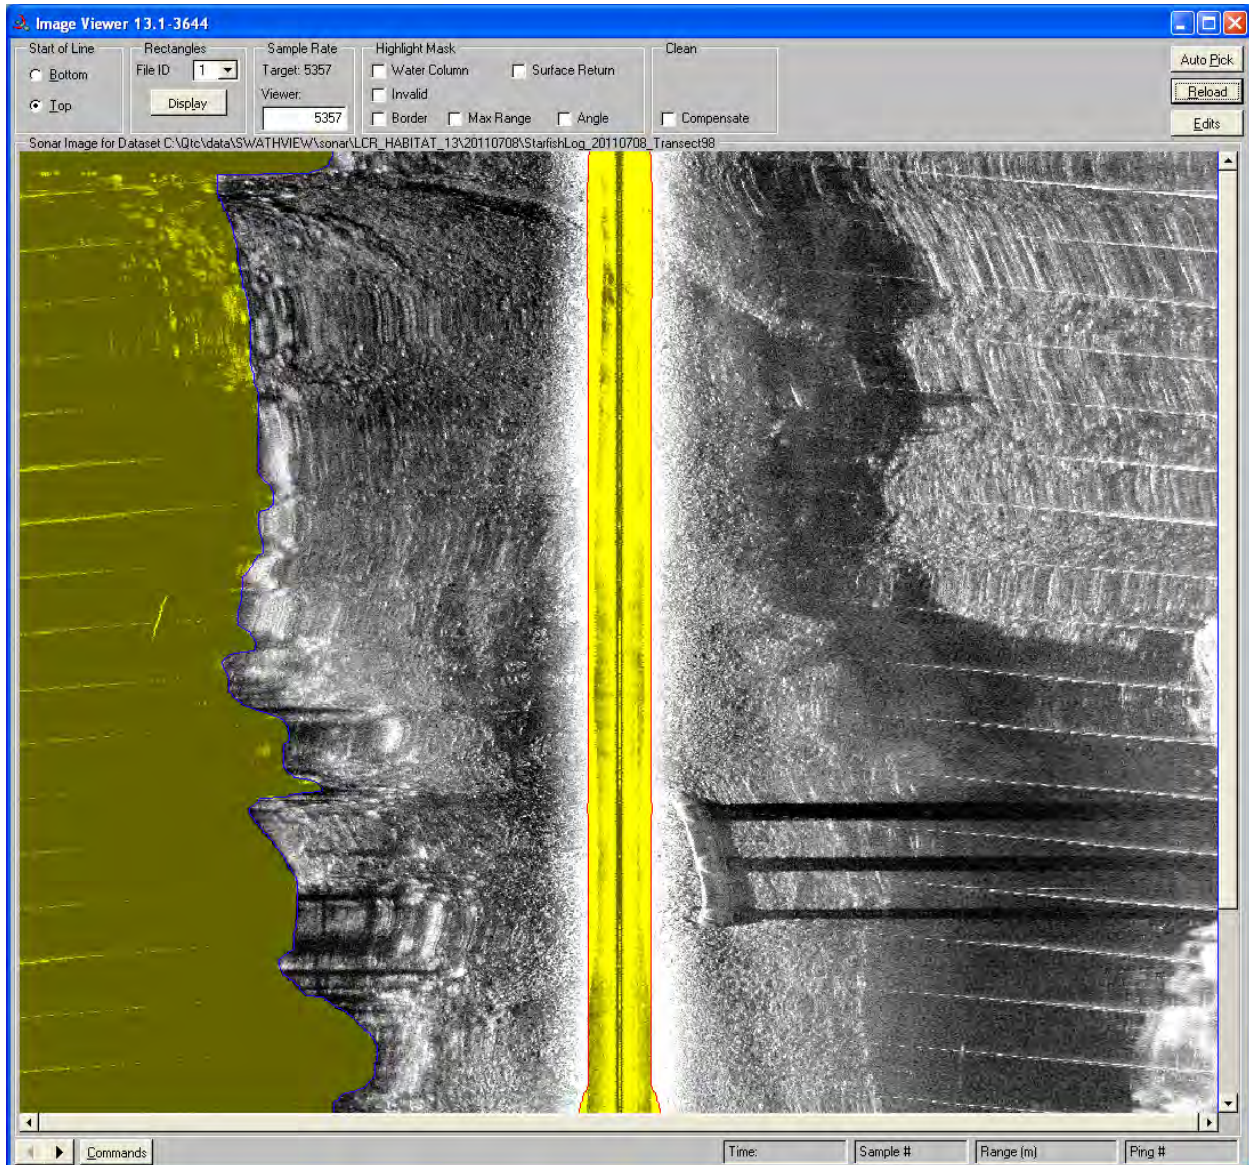 Image Viewer 13.1-3644
Start of Line
Rectangles
Sample Rate
Highlight Mask
Clean
Bottom
File ID 1
Target: 5357
Water Column
Surface Return
Auto Pick
Top
Display
Viewer:
Invalid
Reload
5357
Border
Max Range
Angle
Compensate
Edits
Sonar Image for Dataset C:\Qtc\data\SWATHVIEW\sonar\LCR_HABITAT_13\20110708\StarfishLog_20110708_Transect98
Commands
Time:
Sample #
Range (m)
Ping #